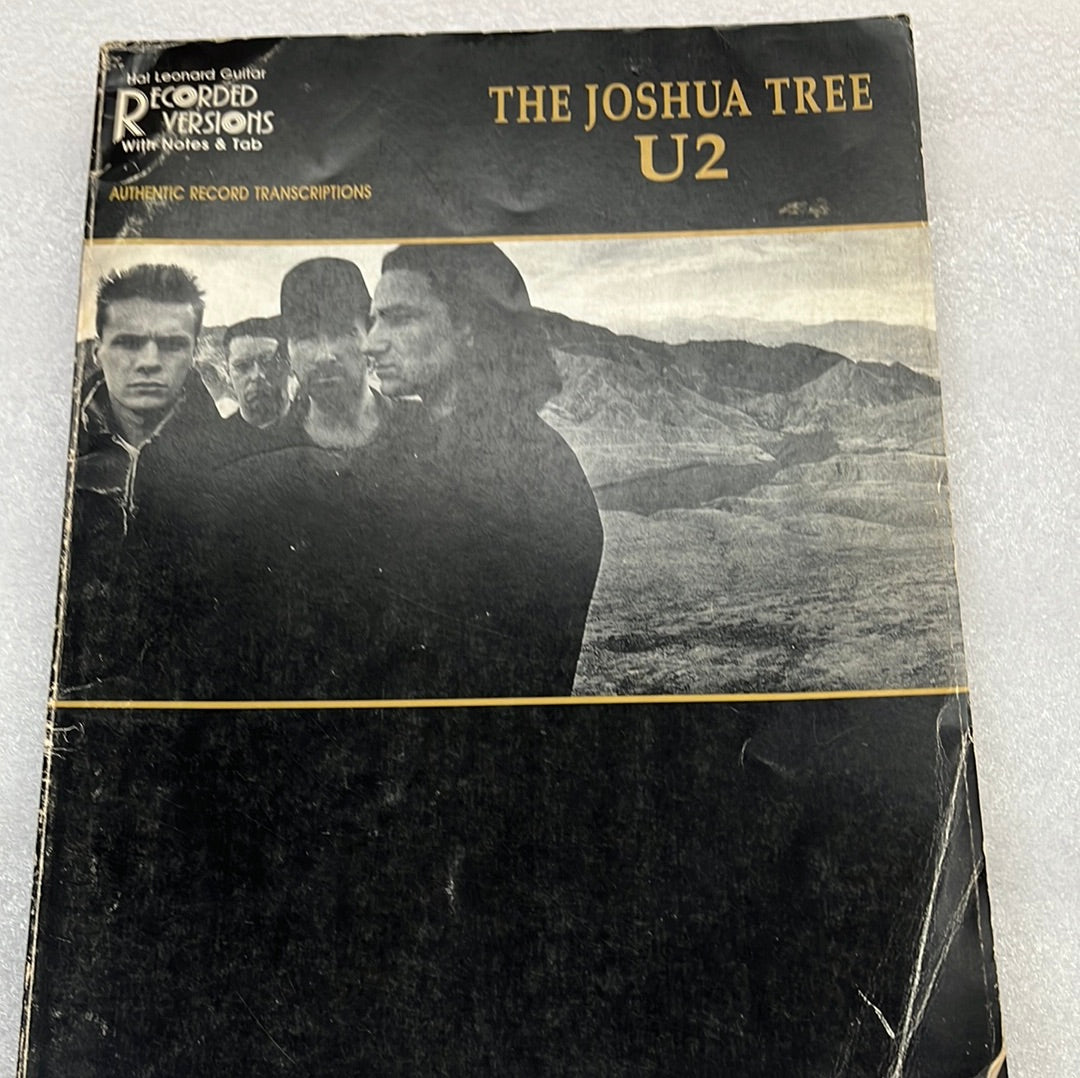 Hal Leonard Guitar
RECORDED
VERSIONS
With Notes & Tab
AUTHENTIC RECORD TRANSCRIPTIONS
THE JOSHUA TREE
U2